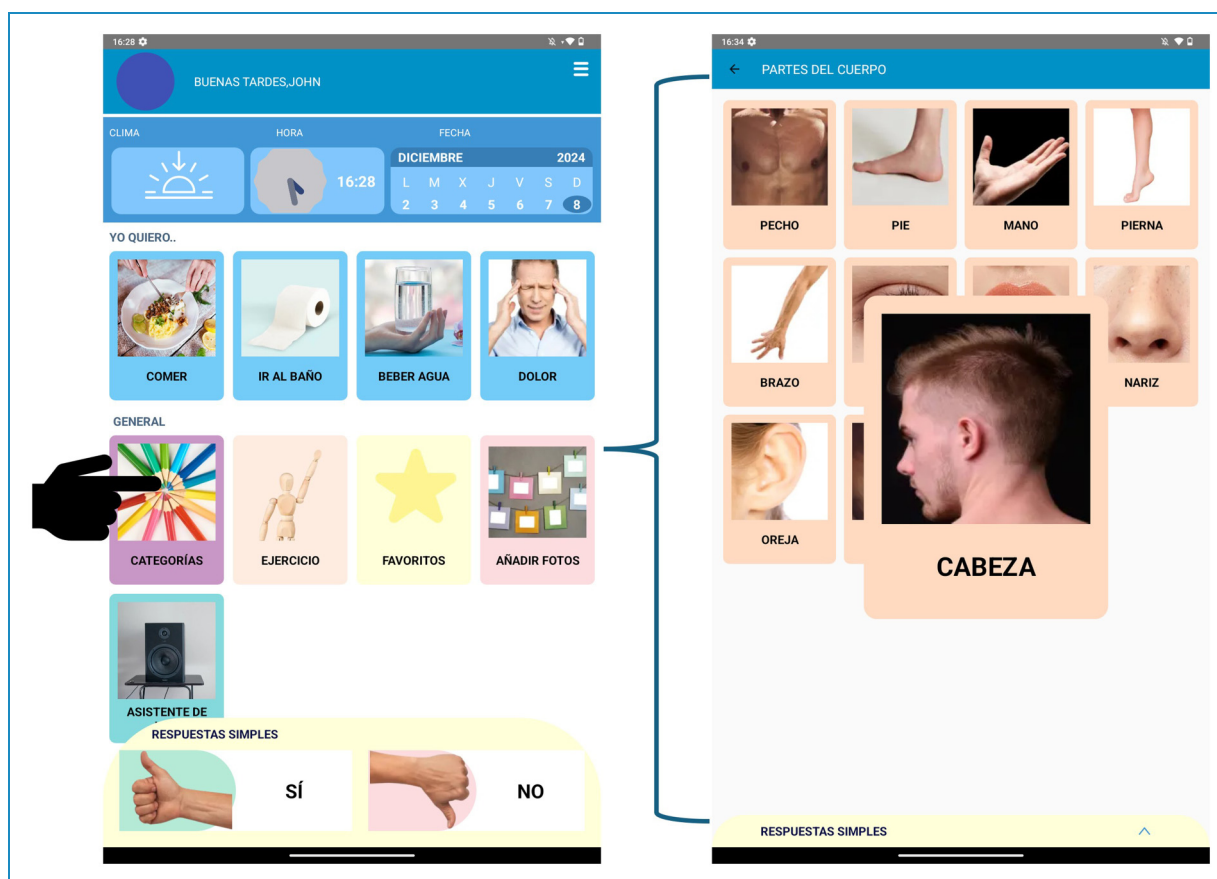 16:28
BUENAS TARDES,JOHN
CLIMA
HORA
FECHA
16:28
DICIEMBRE 2024
L M X J V S D
2 3 4 5 6 7 8
YO QUIERO..
COMER
IR AL BAÑO
BEBER AGUA
DOLOR
GENERAL
CATEGORÍAS
EJERCICIO
FAVORITOS
AÑADIR FOTOS
ASISTENTE DE
RESPUESTAS SIMPLES
SÍ
NO
16:34
PARTES DEL CUERPO
PECHO
PIE
MANO
PIERNA
BRAZO
NARIZ
OREJA
CABEZA
RESPUESTAS SIMPLES